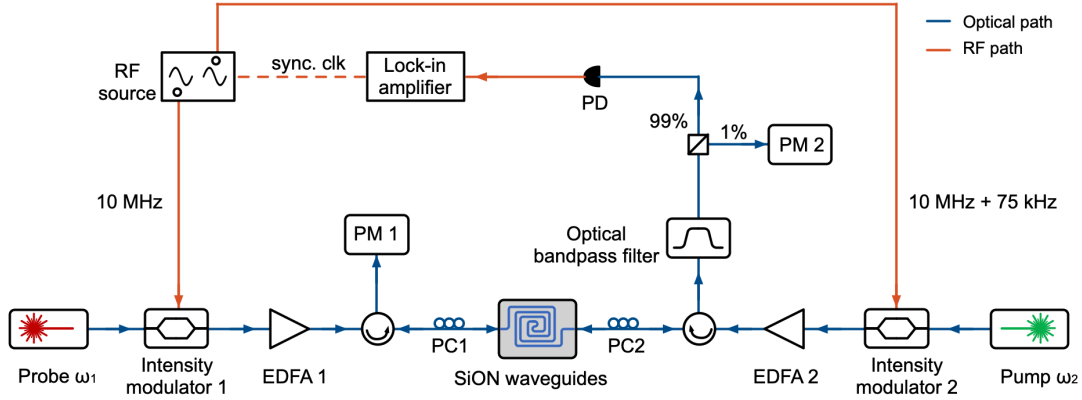 Optical path
RF path
RF
source
sync. clk
Lock-in
amplifier
PD
99%
1%
PM 2
10 MHz
10 MHz + 75 kHz
PM 1
Optical
bandpass filter
PC1
PC2
Probe ω₁
Intensity
modulator 1
EDFA 1
SiON waveguides
EDFA 2
Intensity
modulator 2
Pump ω₂